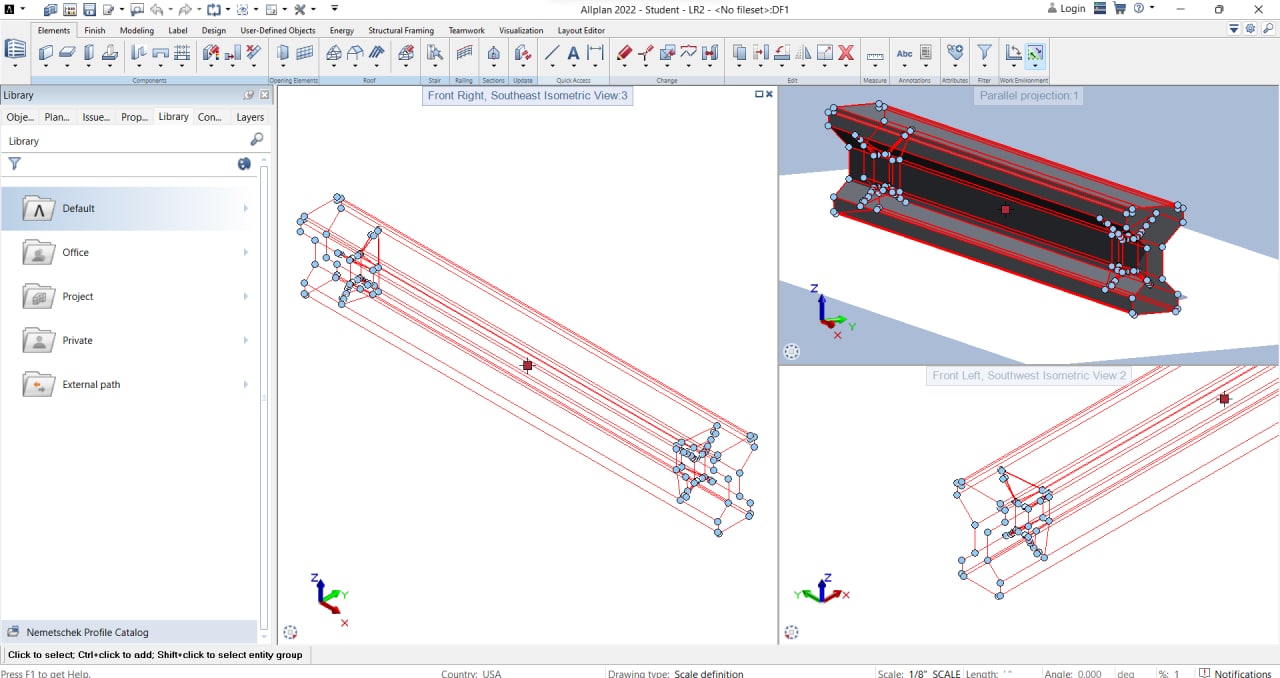 Allplan 2022 - Student - LR2 - <No fileset>:DF1
Login
Elements Finish Modeling Label Design User-Defined Objects Energy Structural Framing Teamwork Visualization Layout Editor
Abc
Components Opening Elements Roof Stair Railing Sections Update Quick Access Change Edit Measure Annotations Attributes Filter Work Environment
Library
Obje... Plan... Issue... Prop... Library Con... Layers
Library
Default
Office
Project
Private
External path
Nemetschek Profile Catalog
Front Right, Southeast Isometric View:3
Z
Y
X
Parallel projection:1
Z
Y
X
Front Left, Southwest Isometric View:2
Z
Y X
Click to select; Ctrl+click to add; Shift+click to select entity group
Press F1 to get Help. Country: USA Drawing type: Scale definition Scale: 1/8" SCALE Length: ' " Angle: 0.000 deg %: 1 Notifications